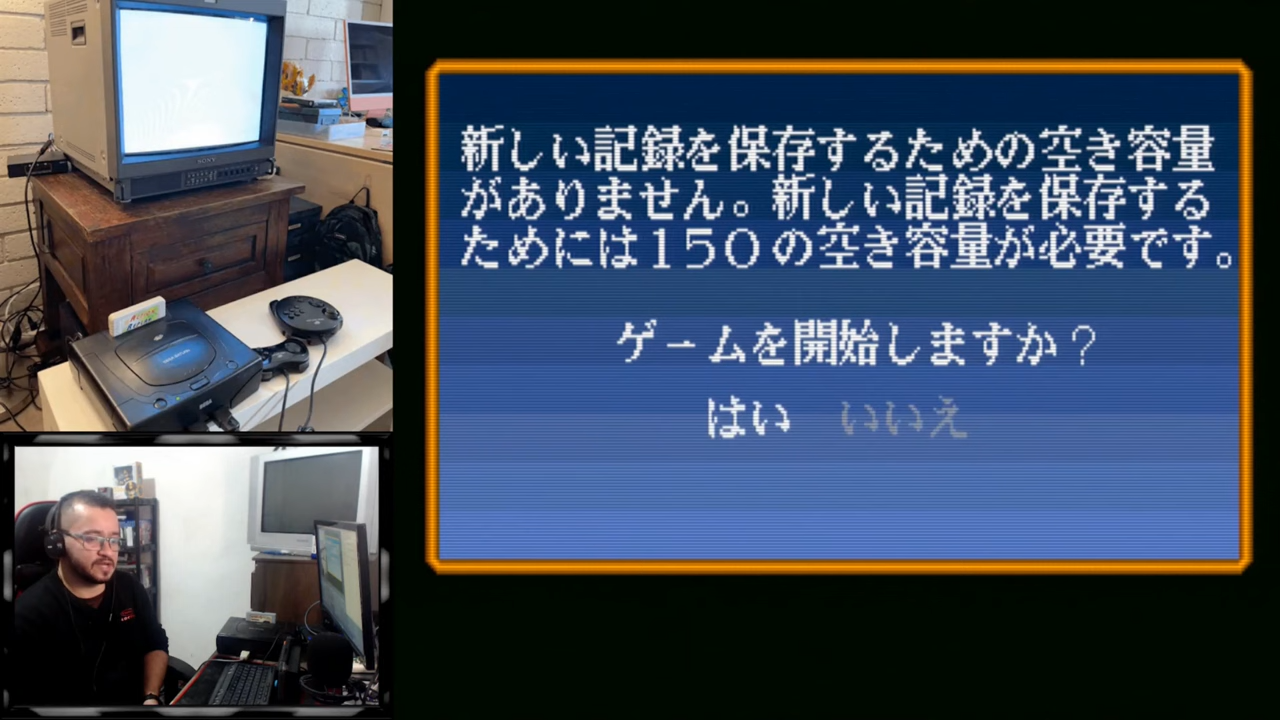 新しい記録を保存するための空き容量
がありません。新しい記録を保存する
ためには１５０の空き容量が必要です。
ゲームを開始しますか？
はい　いいえ
SONY
SEGA